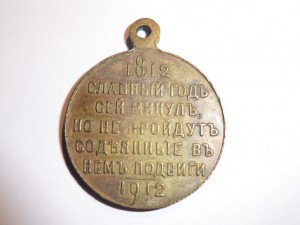 1812
СЛАВНЫЙ ГОДЪ
СЕЙ МИНУЛЪ,
НО НЕ ПРОЙДУТЪ
СОДѢЯННЫЕ ВЪ
НЕМЪ ПОДВИГИ
1912